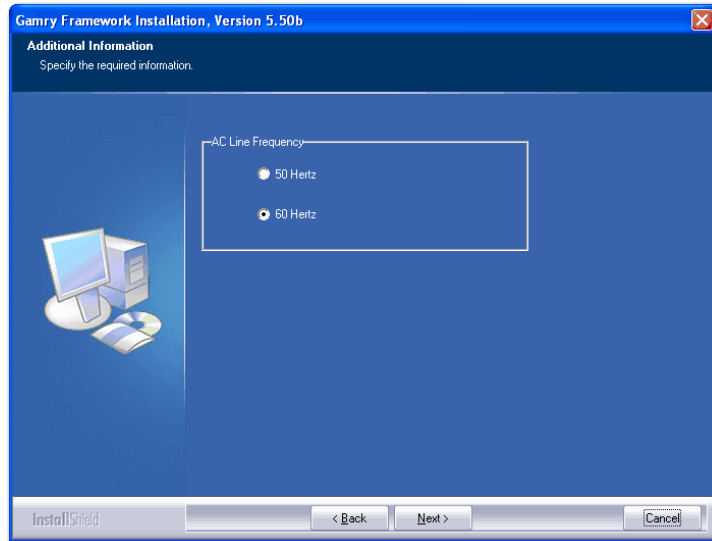 Gamry Framework Installation, Version 5.50b
Additional Information
Specify the required information.
AC Line Frequency
50 Hertz
60 Hertz
InstallShield
< Back
Next >
Cancel